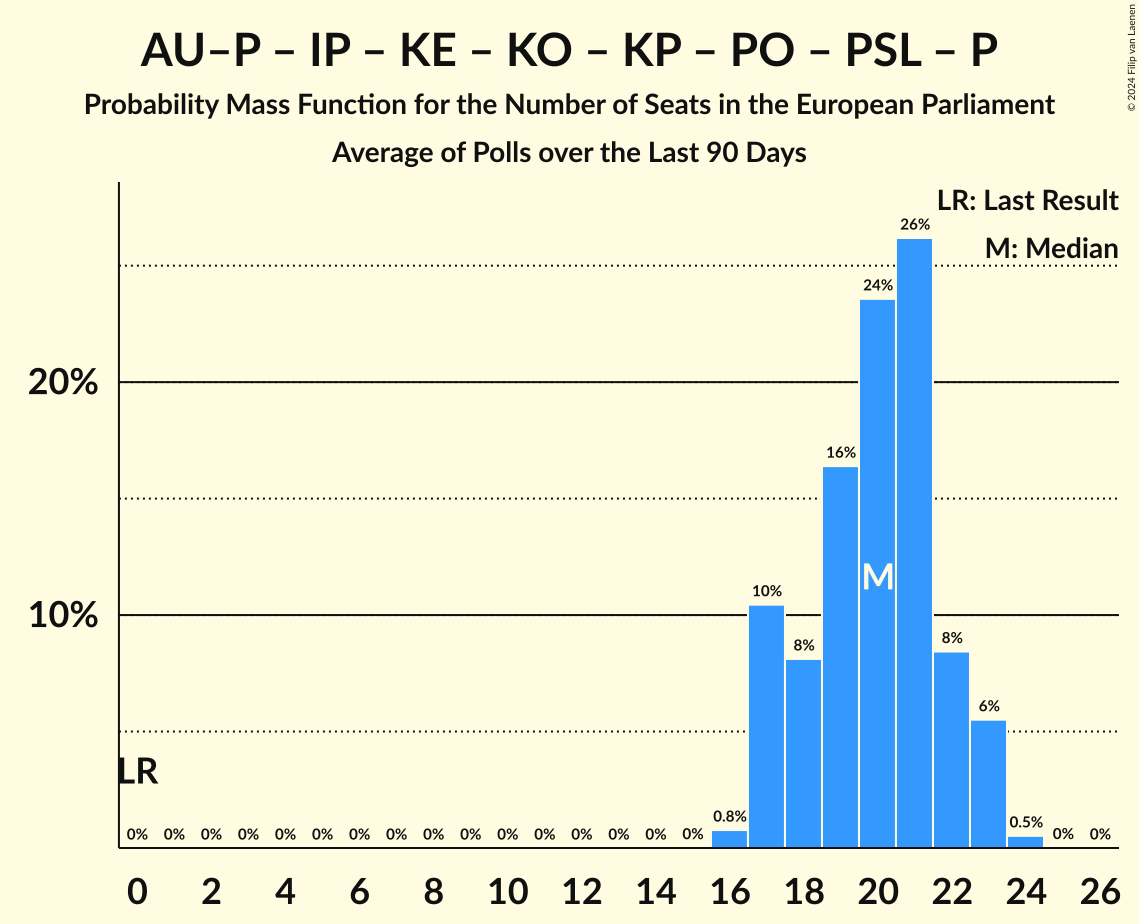 AU–P – IP – KE – KO – KP – PO – PSL – P
Probability Mass Function for the Number of Seats in the European Parliament
Average of Polls over the Last 90 Days
© 2024 Filip van Laenen
LR: Last Result
M: Median
26%
24%
20%
16%
M
10%
10%
8%
8%
6%
LR
0% 0% 0% 0% 0% 0% 0% 0% 0% 0% 0% 0% 0% 0% 0% 0% 0.8% 0.5% 0% 0%
0 2 4 6 8 10 12 14 16 18 20 22 24 26